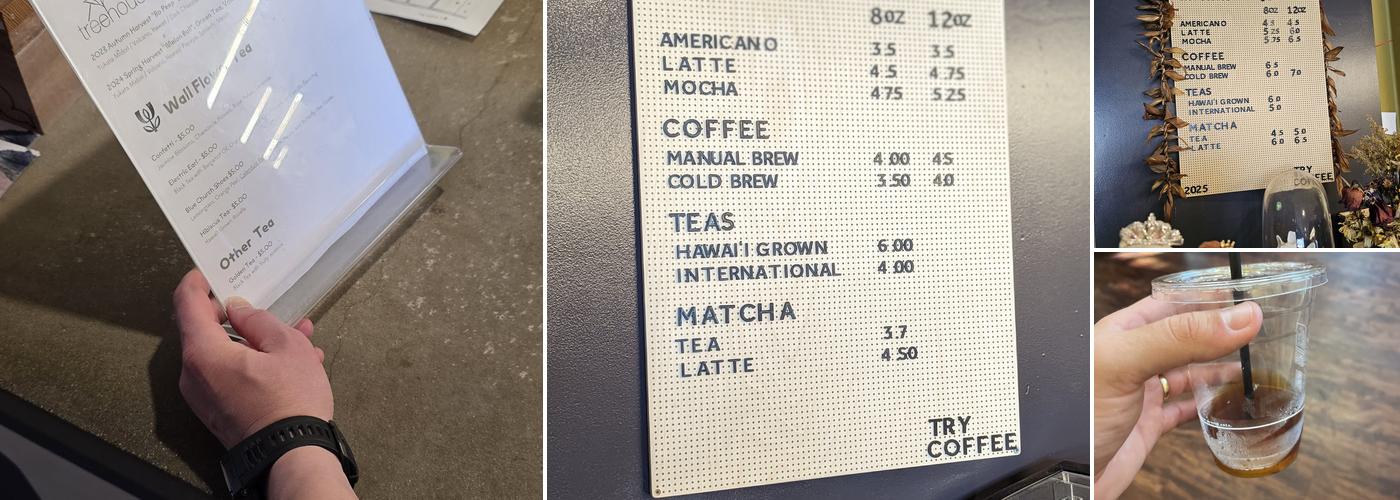 treehouse
2023 Autumn Harvest "Bo Peep
2024 Spring Harvest
Wall Flower Tea
Confetti - $5.00
Electric Earl - $5.00
Blue Church Shoes $5.00
Hibiscus Tea - $5.00
Other Tea
Golden Tea - $5.00
8oz 12oz
AMERICANO 3.5 3.5
LATTE 4.5 4.75
MOCHA 4.75 5.25
COFFEE
MANUAL BREW 4.00 4.5
COLD BREW 3.50 4.0
TEAS
HAWAI'I GROWN 6.00
INTERNATIONAL 4.00
MATCHA
TEA 3.7
LATTE 4.50
TRY
COFFEE
8oz 12oz
AMERICANO 4.5 4.5
LATTE 5.25 6.0
MOCHA 5.75 6.5
COFFEE
MANUAL BREW 6.5
COLD BREW 6.0 7.0
TEAS
HAWAI'I GROWN 6.0
INTERNATIONAL 5.0
MATCHA
TEA 4.5 5.0
LATTE 6.0 6.5
TRY
COFFEE
2025